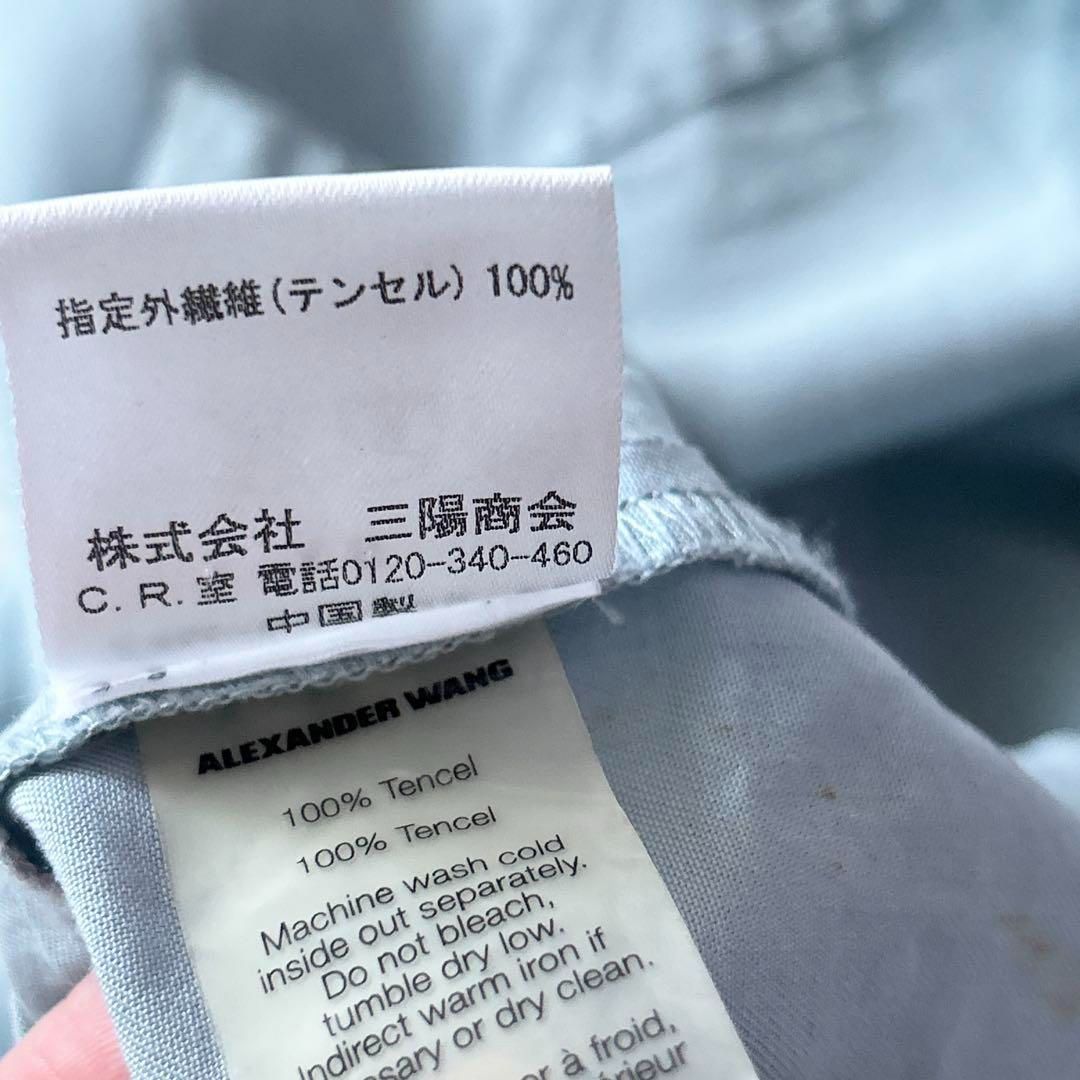 指定外繊維(テンセル) 100%
株式会社 三陽商会
C.R.室 電話0120-340-460
中国製
ALEXANDER WANG
100% Tencel
100% Tencel
Machine wash cold
inside out separately.
Do not bleach,
tumble dry low.
Indirect warm iron if
or dry clean.
à froid,